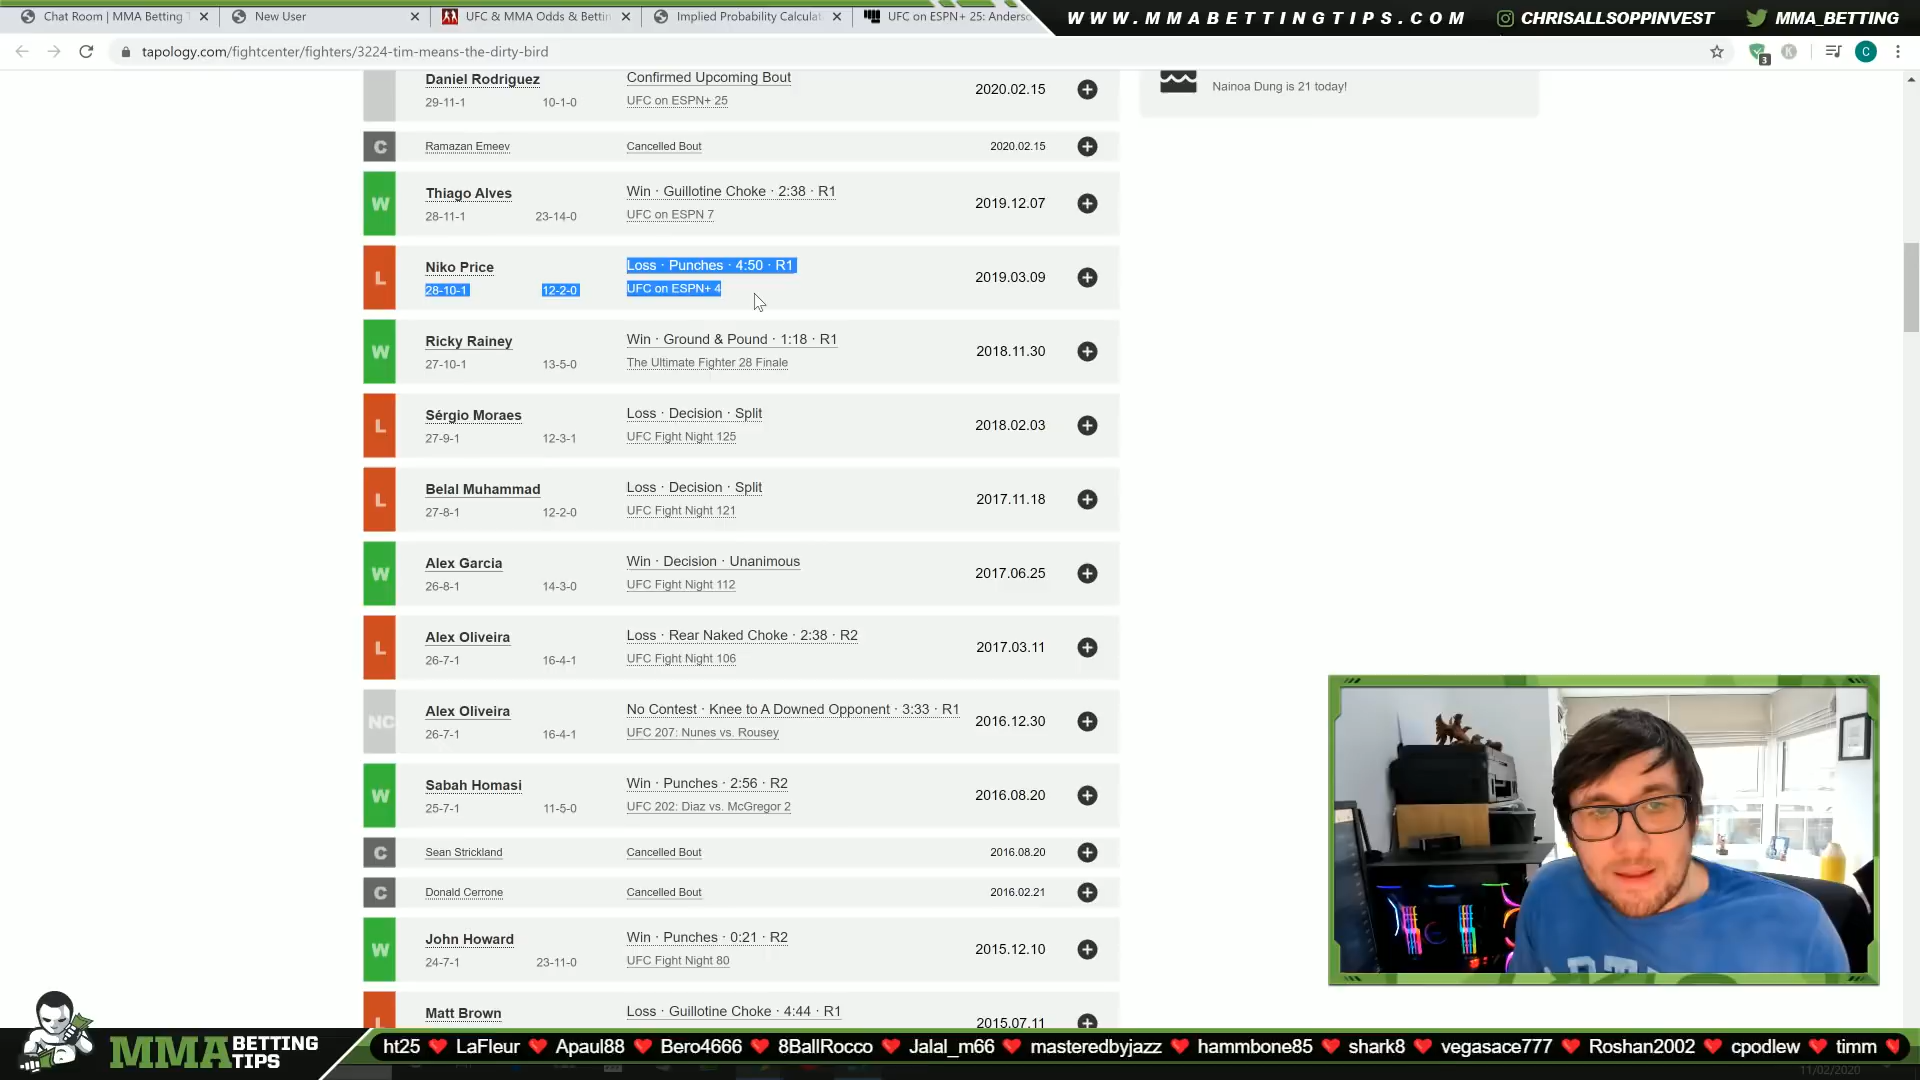 Chat Room | MMA Betting T
New User
UFC & MMA Odds & Bettin
Implied Probability Calculat
UFC on ESPN+ 25: Anderso
WWW.MMABETTINGTIPS.COM
CHRISALLSOPPINVEST
MMA_BETTING
tapology.com/fightcenter/fighters/3224-tim-means-the-dirty-bird
3
K
C
Daniel Rodriguez Confirmed Upcoming Bout 2020.02.15
29-11-1 10-1-0 UFC on ESPN+ 25
Nainoa Dung is 21 today!
C Ramazan Emeev Cancelled Bout 2020.02.15
W Thiago Alves Win · Guillotine Choke · 2:38 · R1 2019.12.07
28-11-1 23-14-0 UFC on ESPN 7
L Niko Price Loss · Punches · 4:50 · R1 2019.03.09
28-10-1 12-2-0 UFC on ESPN+ 4
W Ricky Rainey Win · Ground & Pound · 1:18 · R1 2018.11.30
27-10-1 13-5-0 The Ultimate Fighter 28 Finale
L Sérgio Moraes Loss · Decision · Split 2018.02.03
27-9-1 12-3-1 UFC Fight Night 125
L Belal Muhammad Loss · Decision · Split 2017.11.18
27-8-1 12-2-0 UFC Fight Night 121
W Alex Garcia Win · Decision · Unanimous 2017.06.25
26-8-1 14-3-0 UFC Fight Night 112
L Alex Oliveira Loss · Rear Naked Choke · 2:38 · R2 2017.03.11
26-7-1 16-4-1 UFC Fight Night 106
NC Alex Oliveira No Contest · Knee to A Downed Opponent · 3:33 · R1 2016.12.30
26-7-1 16-4-1 UFC 207: Nunes vs. Rousey
W Sabah Homasi Win · Punches · 2:56 · R2 2016.08.20
25-7-1 11-5-0 UFC 202: Diaz vs. McGregor 2
C Sean Strickland Cancelled Bout 2016.08.20
C Donald Cerrone Cancelled Bout 2016.02.21
W John Howard Win · Punches · 0:21 · R2 2015.12.10
24-7-1 23-11-0 UFC Fight Night 80
L Matt Brown Loss · Guillotine Choke · 4:44 · R1 2015.07.11
MMA BETTING TIPS
ht25 ❤ LaFleur ❤ Apaul88 ❤ Bero4666 ❤ 8BallRocco ❤ Jalal_m66 ❤ masteredbyjazz ❤ hammbone85 ❤ shark8 ❤ vegasace777 ❤ Roshan2002 ❤ cpodlew ❤ timm
11/02/2020